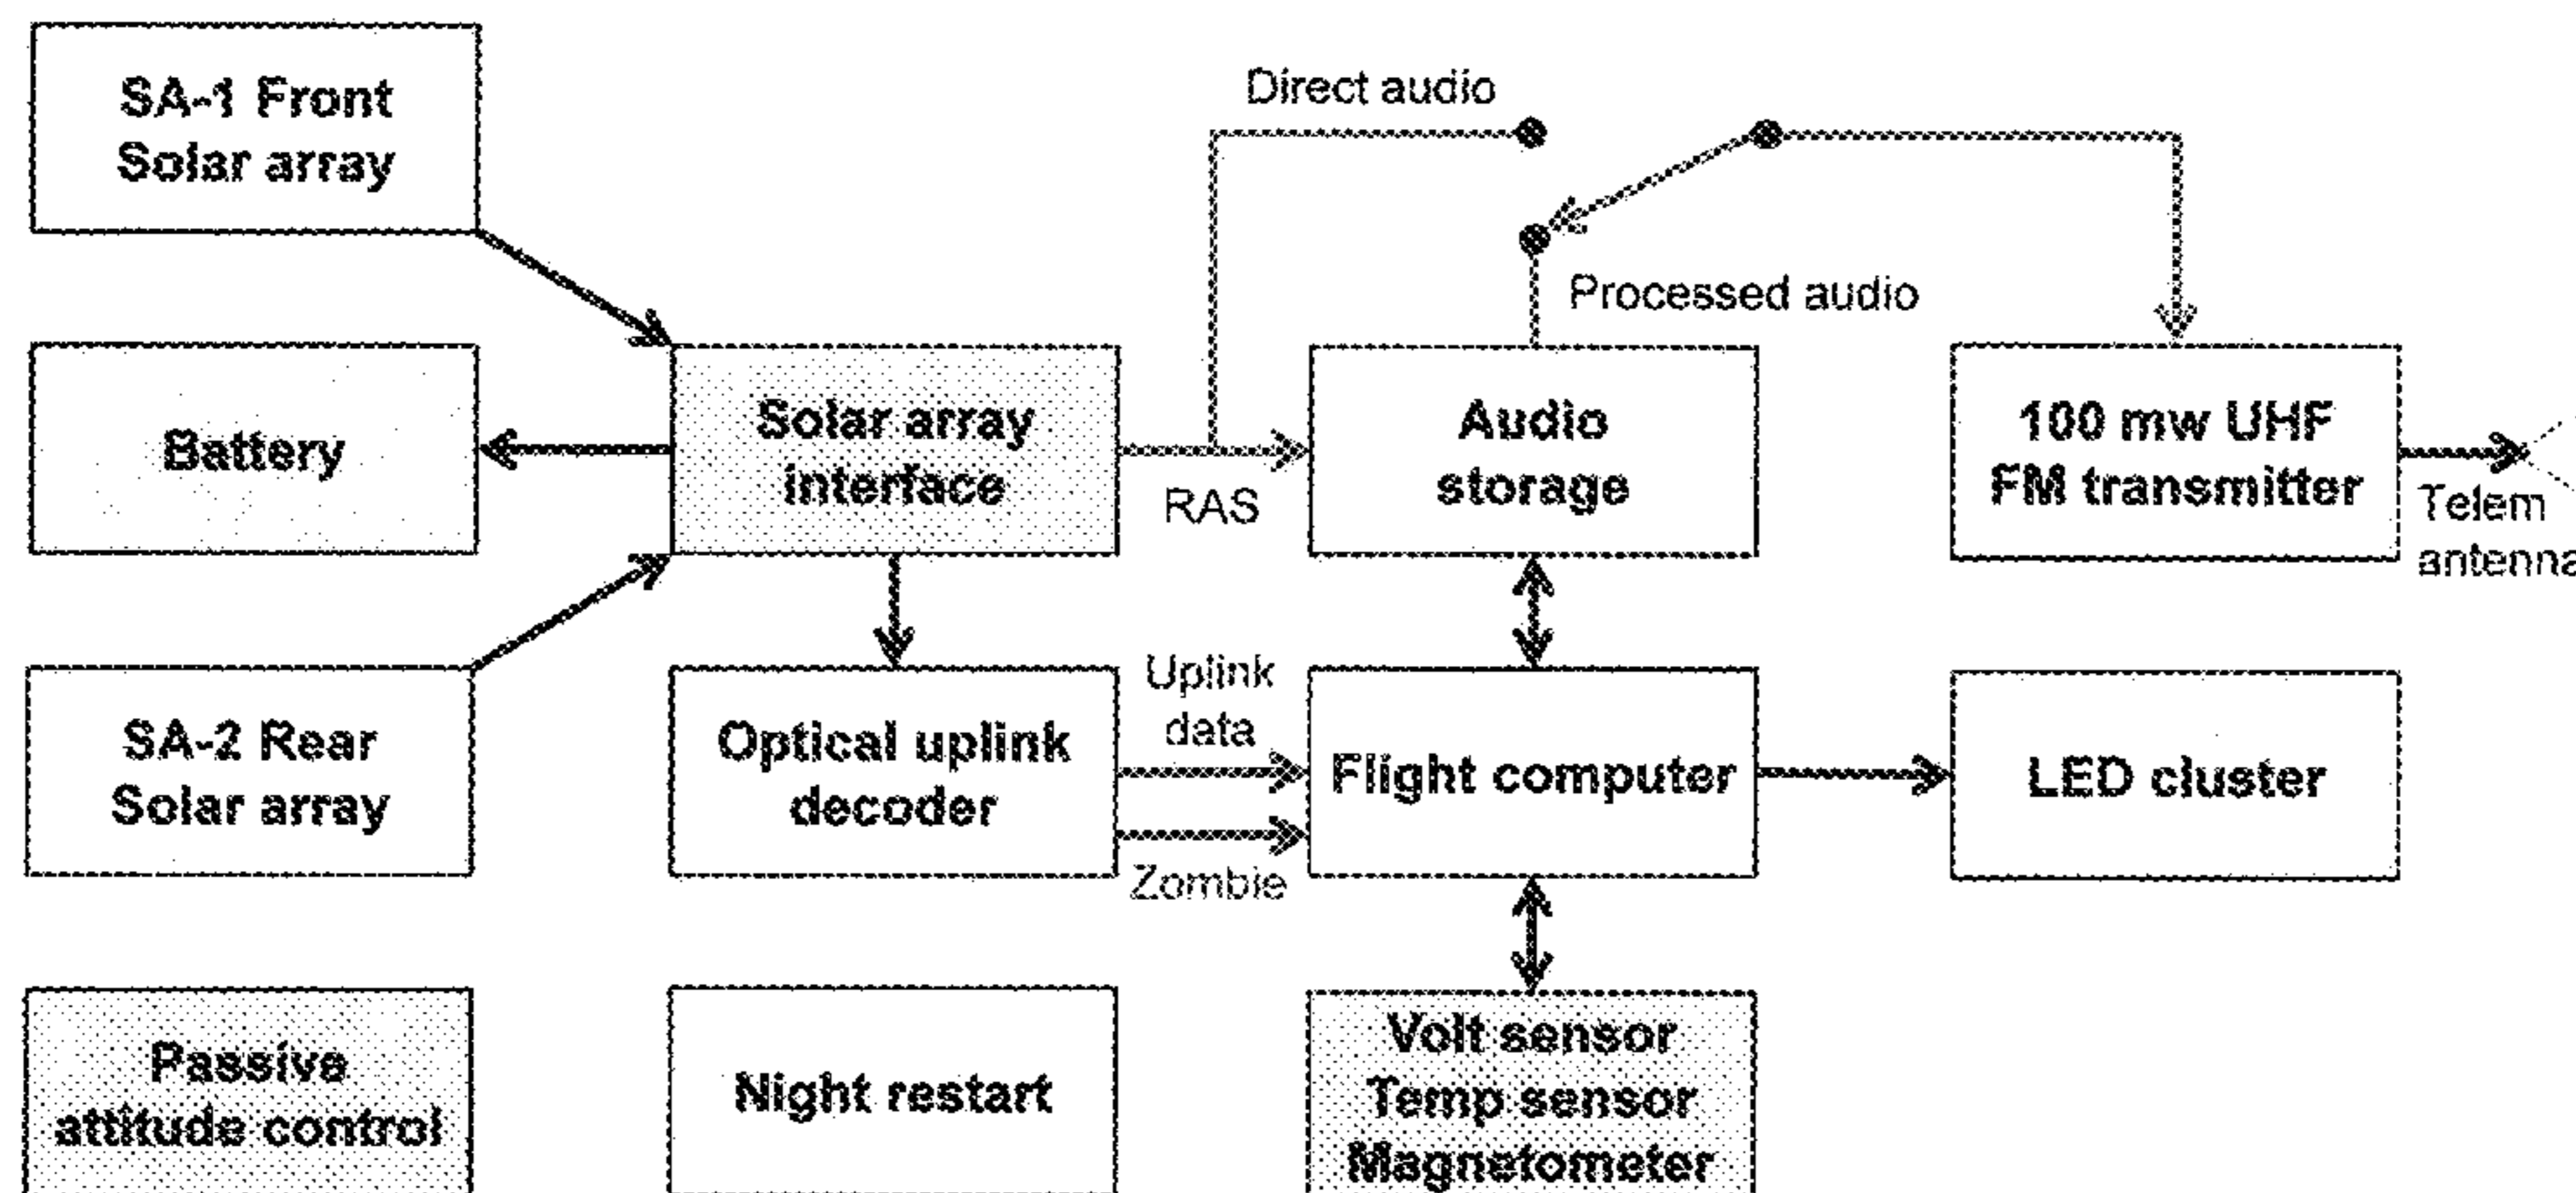 SA-1 Front
Solar array
Direct audio
Processed audio
Battery
Solar array
interface
RAS
Audio
storage
100 mw UHF
FM transmitter
Telem
antenna
SA-2 Rear
Solar array
Optical uplink
decoder
Uplink
data
Zombie
Flight computer
LED cluster
Passive
attitude control
Night restart
Volt sensor
Temp sensor
Magnetometer